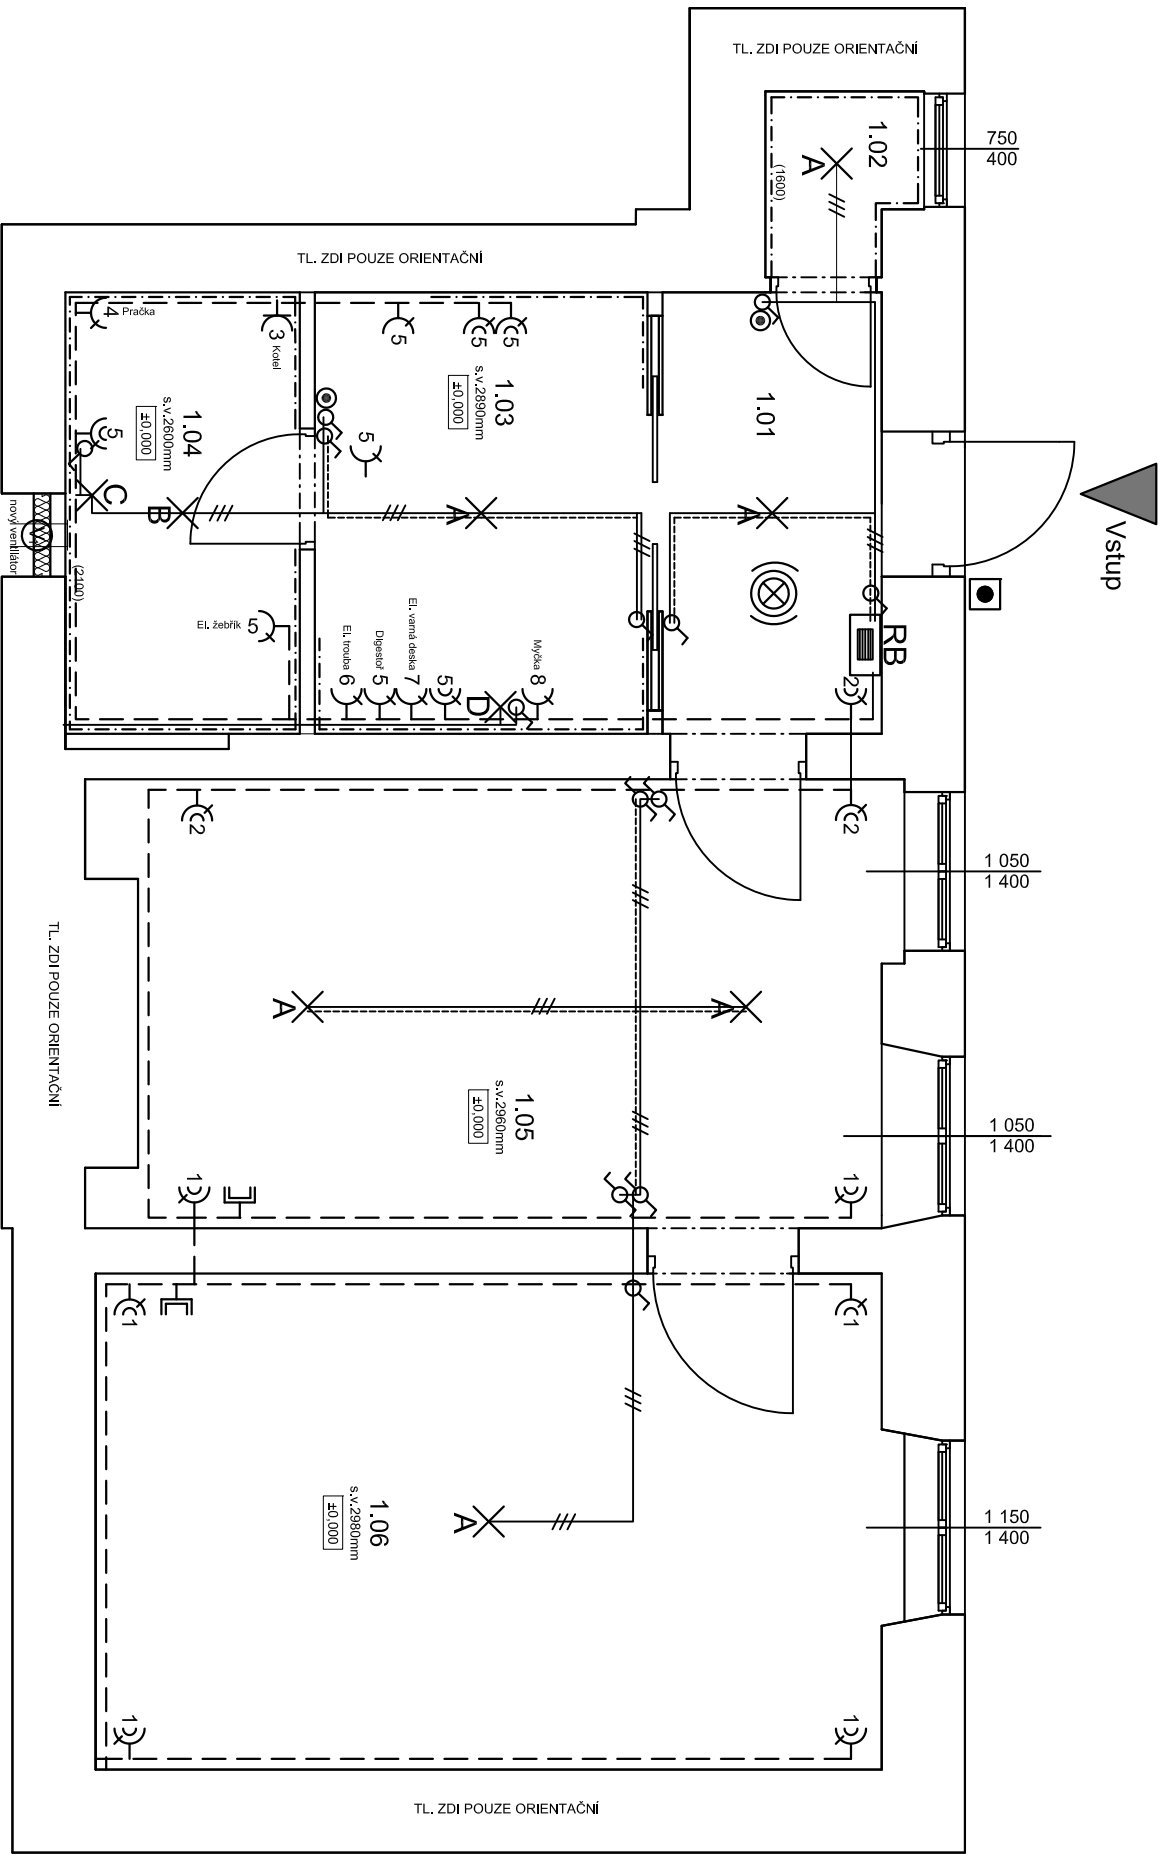 TL. ZDI POUZE ORIENTAČNÍ
750
400
1.02
A
(1600)
TL. ZDI POUZE ORIENTAČNÍ
Vstup
1.01
A
RB
2
1.03
s.v.2890mm
±0,000
5
5
5
5
A
Myčka 8
D
5
El. varná deska 7
Digestoř 5
El. trouba 6
4 Pračka
3 Kotel
1.04
s.v.2600mm
±0,000
5
C
B
nový ventilátor
V
(2100)
El. žebřík 5
2
2
1 050
1 400
1 050
1 400
A
A
1.05
s.v.2960mm
±0,000
TL. ZDI POUZE ORIENTAČNÍ
1
1
1
1
1 150
1 400
1.06
s.v.2980mm
±0,000
A
1
1
TL. ZDI POUZE ORIENTAČNÍ